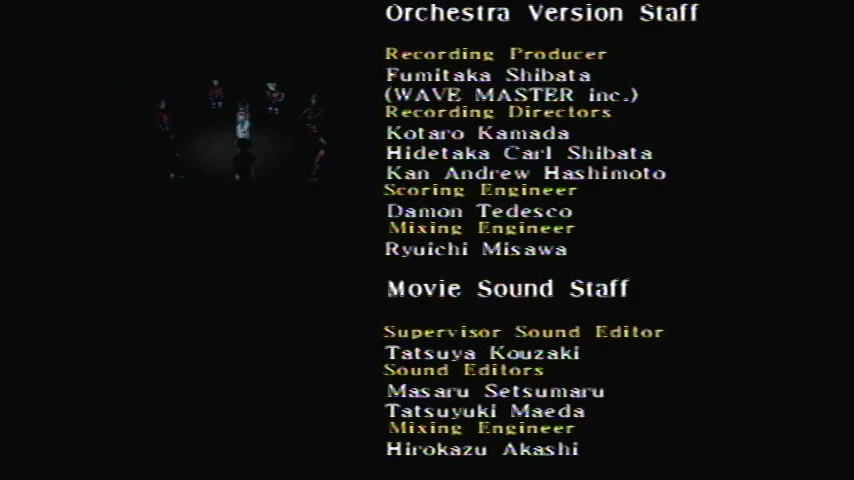 Orchestra Version Staff
Recording Producer
Fumitaka Shibata
(WAVE MASTER inc.)
Recording Directors
Kotaro Kamada
Hidetaka Carl Shibata
Kan Andrew Hashimoto
Scoring Engineer
Damon Tedesco
Mixing Engineer
Ryuichi Misawa
Movie Sound Staff
Supervisor Sound Editor
Tatsuya Kouzaki
Sound Editors
Masaru Setsumaru
Tatsuyuki Maeda
Mixing Engineer
Hirokazu Akashi